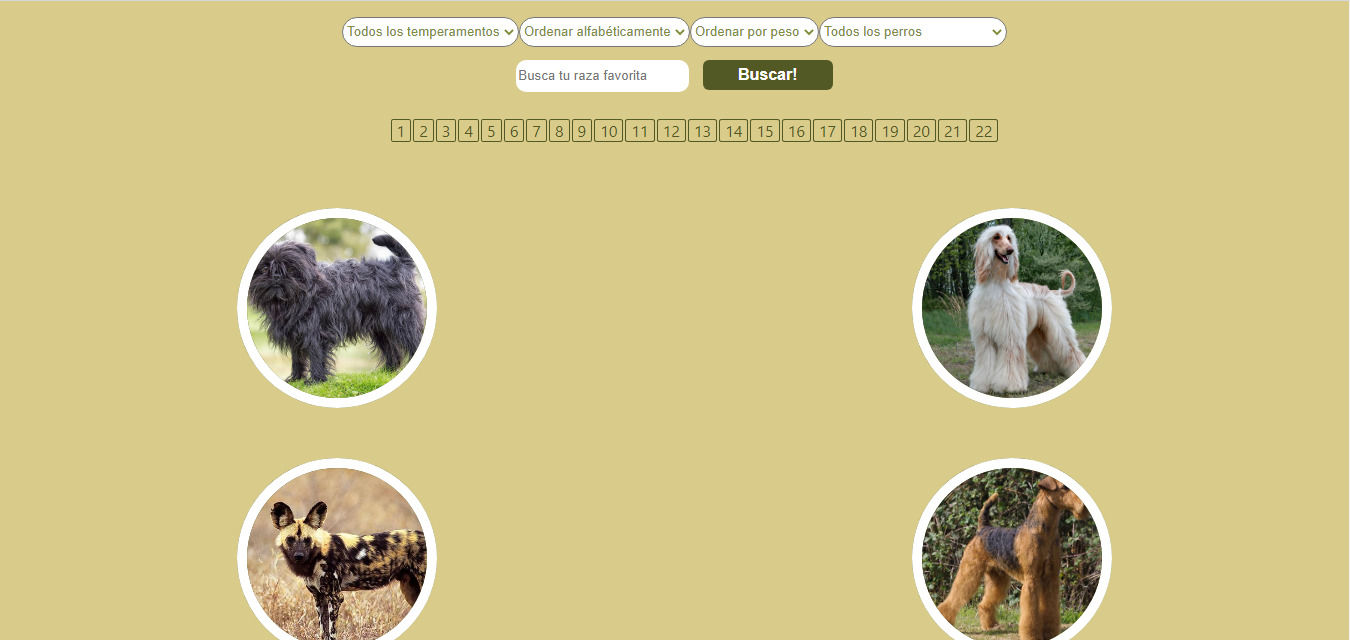 Todos los temperamentos Ordenar alfabéticamente Ordenar por peso Todos los perros
Busca tu raza favorita Buscar!
1 2 3 4 5 6 7 8 9 10 11 12 13 14 15 16 17 18 19 20 21 22